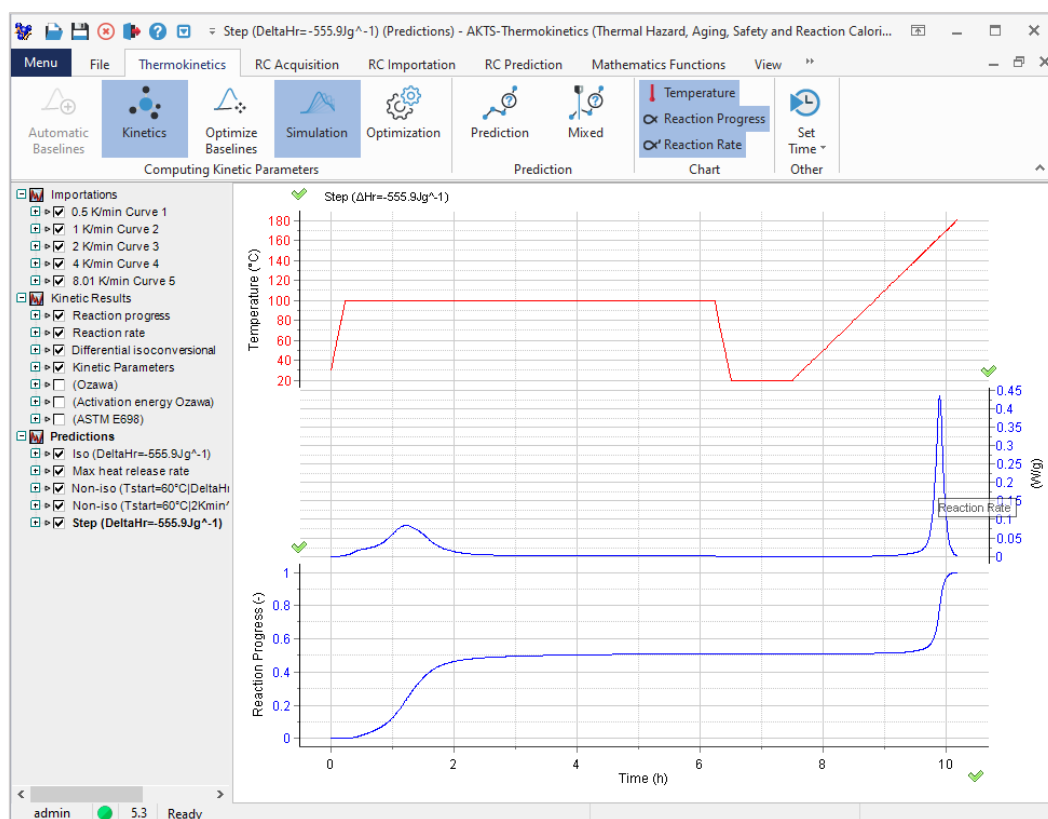 Step (DeltaHr=-555.9Jg^-1) (Predictions) - AKTS-Thermokinetics (Thermal Hazard, Aging, Safety and Reaction Calori...
Menu File Thermokinetics RC Acquisition RC Importation RC Prediction Mathematics Functions View
Automatic Baselines
Kinetics
Optimize Baselines
Simulation
Optimization
Computing Kinetic Parameters
Prediction
Mixed
Prediction
Temperature
Reaction Progress
Reaction Rate
Chart
Set Time
Other
Importations
0.5 K/min Curve 1
1 K/min Curve 2
2 K/min Curve 3
4 K/min Curve 4
8.01 K/min Curve 5
Kinetic Results
Reaction progress
Reaction rate
Differential isoconversional
Kinetic Parameters
(Ozawa)
(Activation energy Ozawa)
(ASTM E698)
Predictions
Iso (DeltaHr=-555.9Jg^-1)
Max heat release rate
Non-iso (Tstart=60°C|DeltaHr
Non-iso (Tstart=60°C|2Kmin^
Step (DeltaHr=-555.9Jg^-1)
Step (ΔHr=-555.9Jg^-1)
Temperature (°C)
180
160
140
120
100
80
60
40
20
0.45
0.4
0.35
0.3
0.25
0.2
0.15
0.1
0.05
0
(W/g)
Reaction Rate
Reaction Progress (-)
1
0.8
0.6
0.4
0.2
0
0 2 4 6 8 10
Time (h)
admin 5.3 Ready